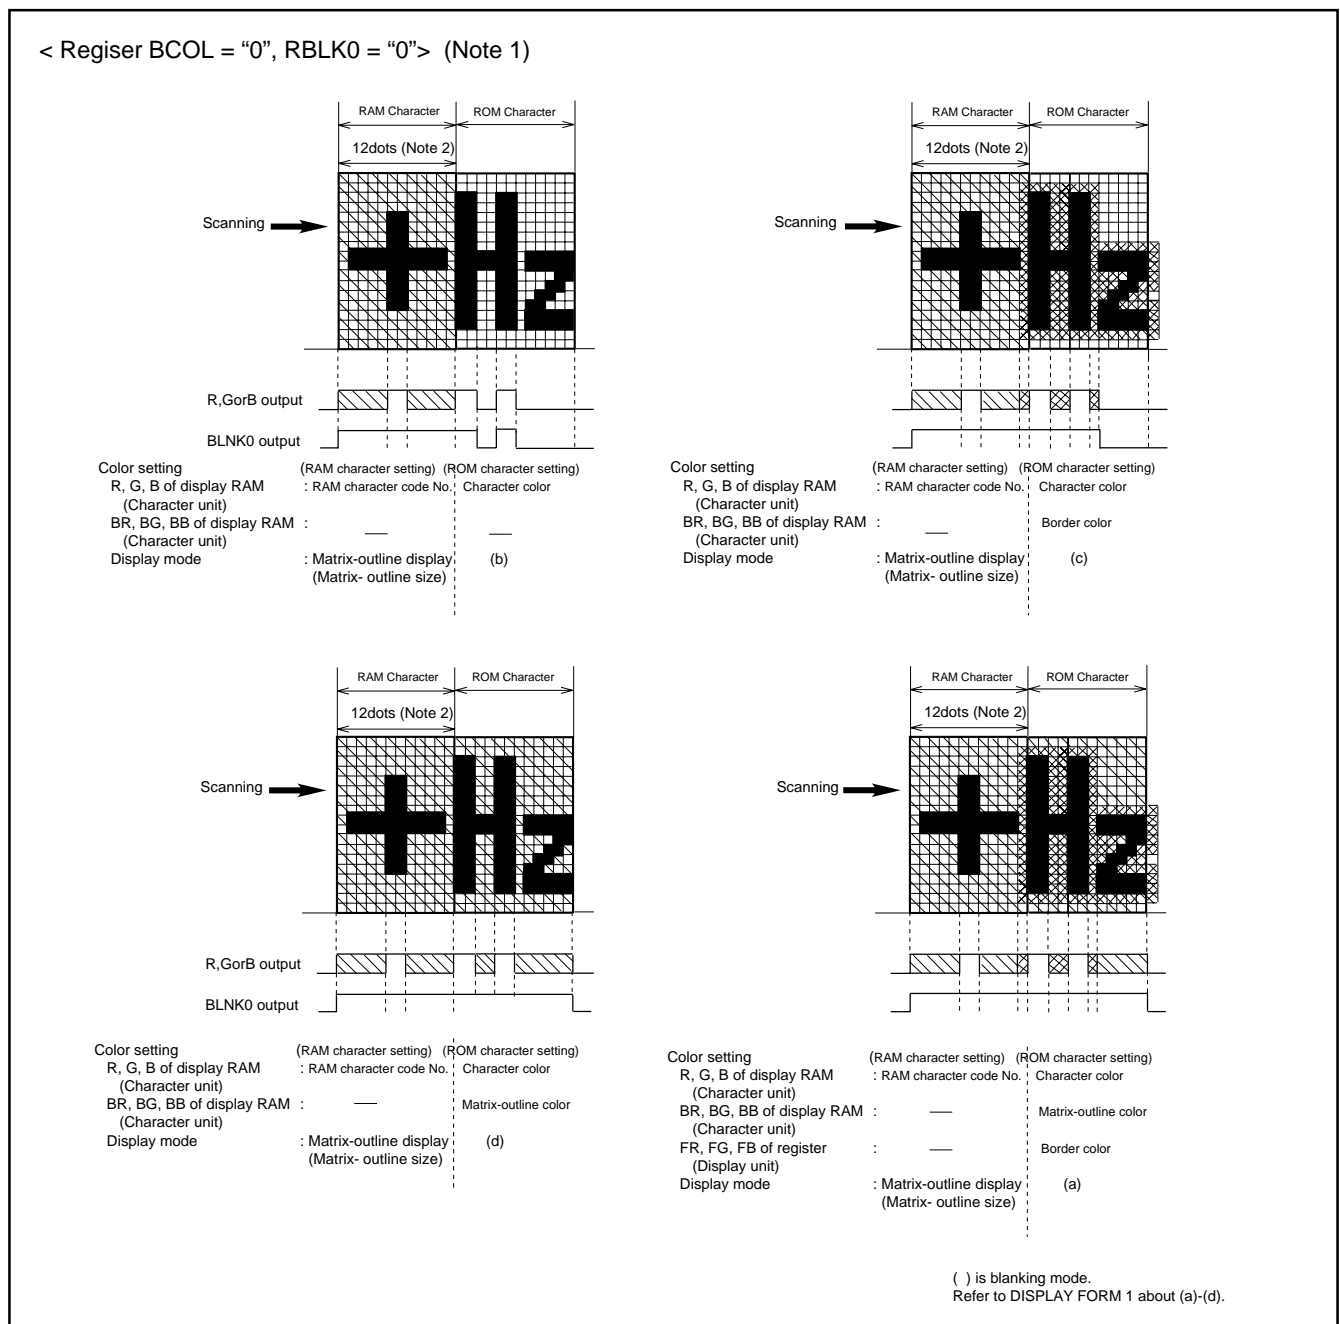 < Regiser BCOL = “0”, RBLK0 = “0”> (Note 1)
RAM Character ROM Character
12dots (Note 2)
Scanning
R,GorB output
BLNK0 output
Color setting (RAM character setting) (ROM character setting)
R, G, B of display RAM : RAM character code No. Character color
(Character unit)
BR, BG, BB of display RAM : — —
(Character unit)
Display mode : Matrix-outline display (b)
(Matrix- outline size)
RAM Character ROM Character
12dots (Note 2)
Scanning
R,GorB output
BLNK0 output
Color setting (RAM character setting) (ROM character setting)
R, G, B of display RAM : RAM character code No. Character color
(Character unit)
BR, BG, BB of display RAM : — Border color
(Character unit)
Display mode : Matrix-outline display (c)
(Matrix- outline size)
RAM Character ROM Character
12dots (Note 2)
Scanning
R,GorB output
BLNK0 output
Color setting (RAM character setting) (ROM character setting)
R, G, B of display RAM : RAM character code No. Character color
(Character unit)
BR, BG, BB of display RAM : — Matrix-outline color
(Character unit)
Display mode : Matrix-outline display (d)
(Matrix- outline size)
RAM Character ROM Character
12dots (Note 2)
Scanning
R,GorB output
BLNK0 output
Color setting (RAM character setting) (ROM character setting)
R, G, B of display RAM : RAM character code No. Character color
(Character unit)
BR, BG, BB of display RAM : — Matrix-outline color
(Character unit)
FR, FG, FB of register : — Border color
(Display unit)
Display mode : Matrix-outline display (a)
(Matrix- outline size)
( ) is blanking mode.
Refer to DISPLAY FORM 1 about (a)-(d).